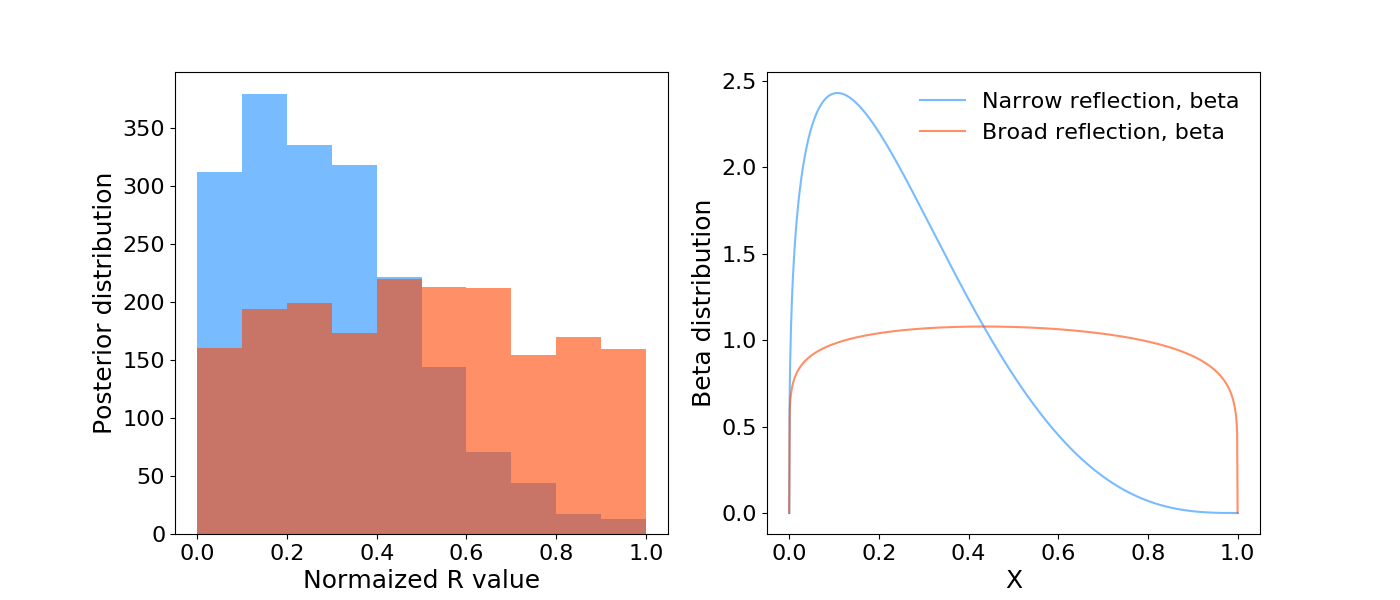 Posterior distribution
350
300
250
200
150
100
50
0
0.0 0.2 0.4 0.6 0.8 1.0
Normaized R value
Beta distribution
2.5
2.0
1.5
1.0
0.5
0.0
0.0 0.2 0.4 0.6 0.8 1.0
X
Narrow reflection, beta
Broad reflection, beta